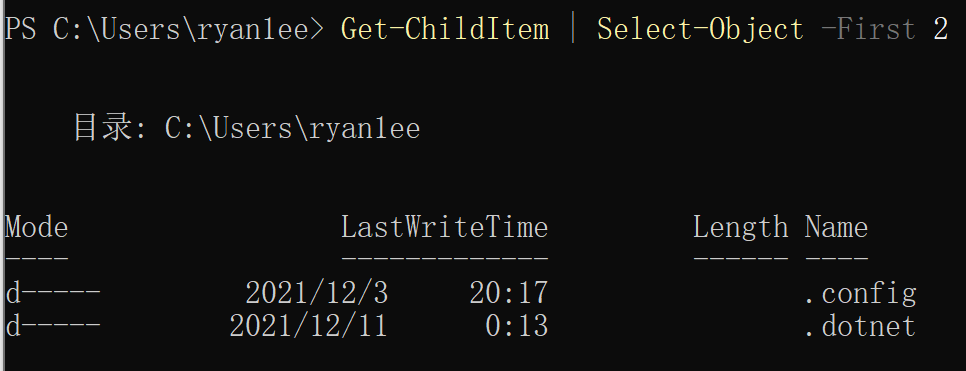 PS C:\Users\ryanlee> Get-ChildItem | Select-Object -First 2
目录: C:\Users\ryanlee
Mode LastWriteTime Length Name
---- ------------- ------ ----
d----- 2021/12/3 20:17 .config
d----- 2021/12/11 0:13 .dotnet